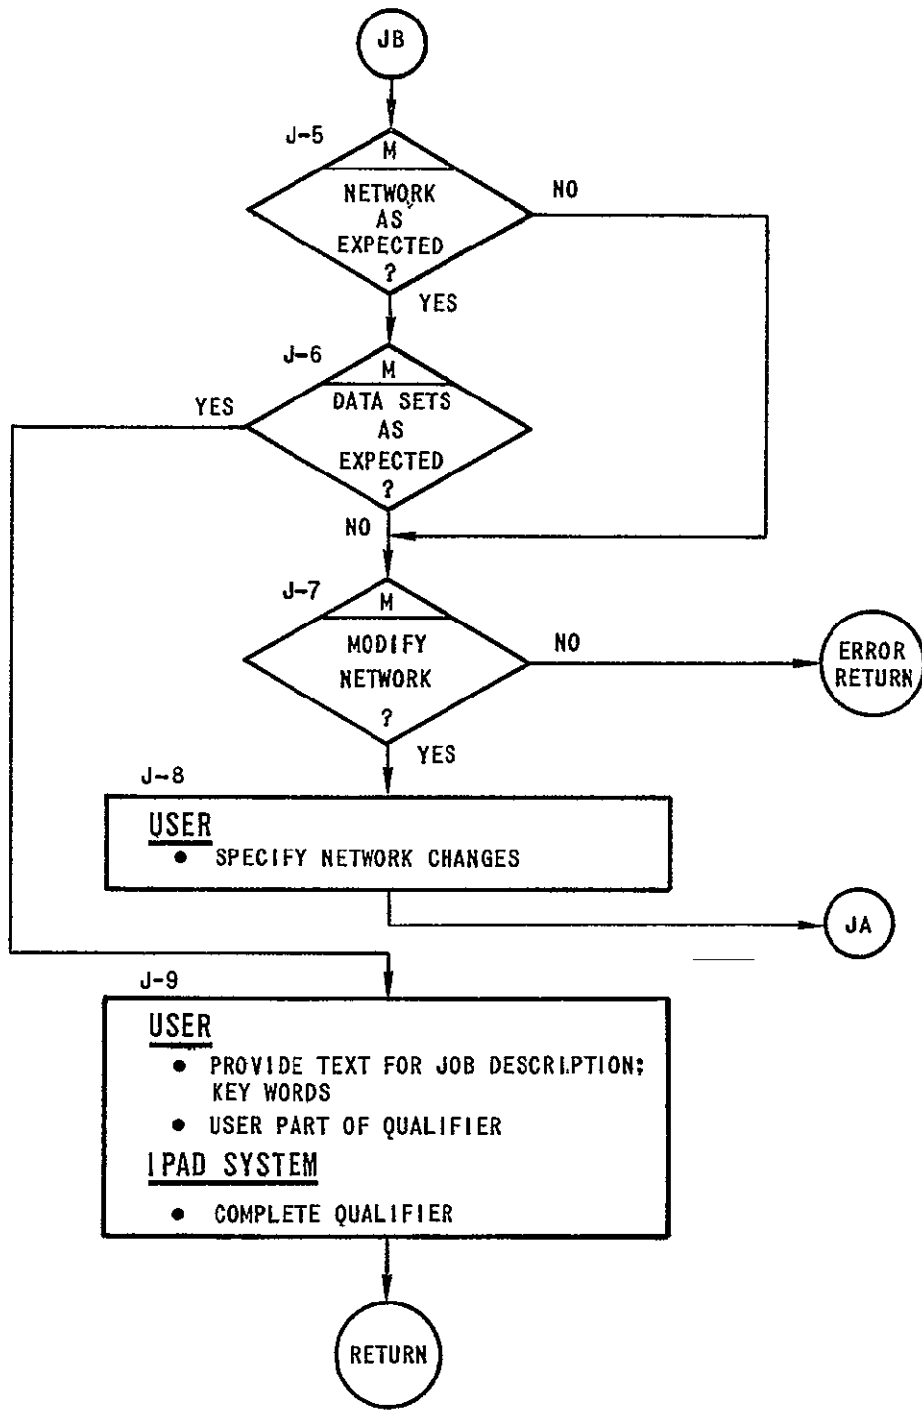 JB
J-5
M
NETWORK
AS
EXPECTED
?
NO
YES
J-6
M
DATA SETS
AS
EXPECTED
?
YES
NO
J-7
M
MODIFY
NETWORK
?
NO
ERROR
RETURN
YES
J-8
USER
• SPECIFY NETWORK CHANGES
JA
J-9
USER
• PROVIDE TEXT FOR JOB DESCRIPTION;
KEY WORDS
• USER PART OF QUALIFIER
IPAD SYSTEM
• COMPLETE QUALIFIER
RETURN